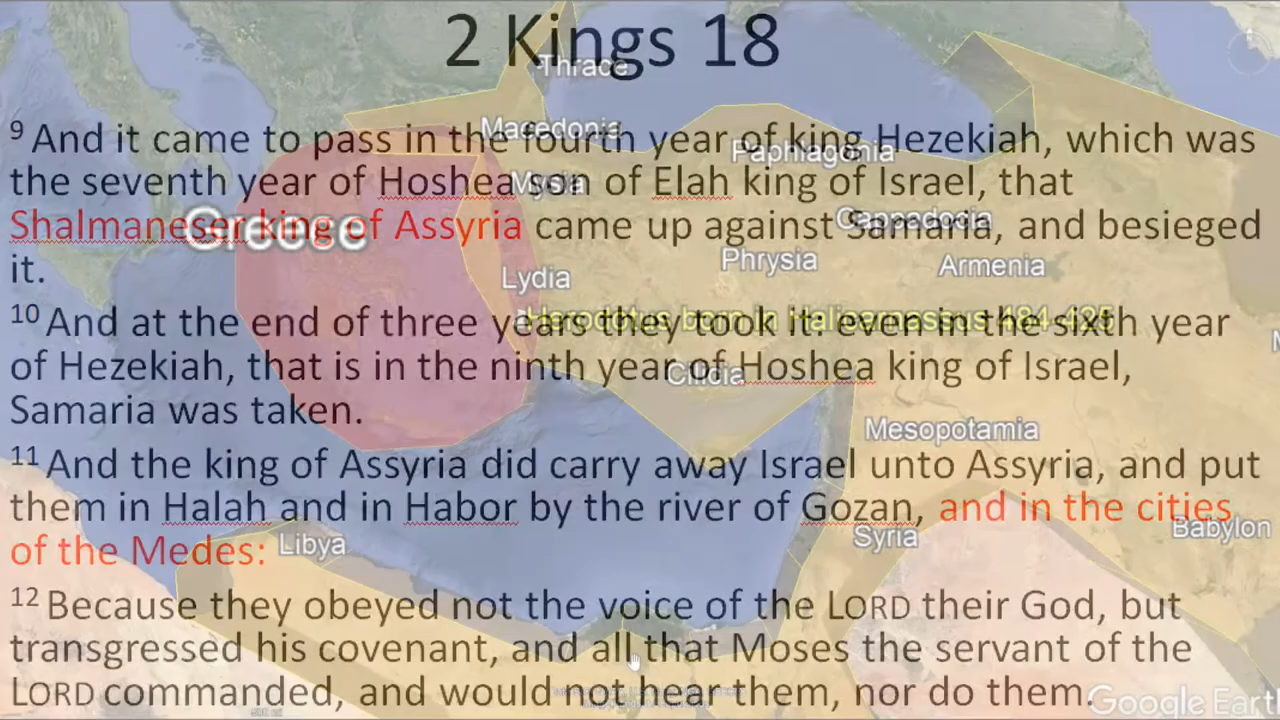 2 Kings 18
Thrace
9 And it came to pass in the fourth year of king Hezekiah, which was
Macedonia
Paphlagonia
the seventh year of Hoshea son of Elah king of Israel, that
Mysia
Shalmaneser king of Assyria came up against Samaria, and besieged
Greece
Cappadocia
it.
Lydia
Phrysia
Armenia
10 And at the end of three years they took it: even in the sixth year
Herodotus born in Halicarnassus 484-425
of Hezekiah, that is in the ninth year of Hoshea king of Israel,
Cilicia
Samaria was taken.
Mesopotamia
11 And the king of Assyria did carry away Israel unto Assyria, and put
them in Halah and in Habor by the river of Gozan, and in the cities
Babylon
Syria
of the Medes:
Libya
12 Because they obeyed not the voice of the LORD their God, but
transgressed his covenant, and all that Moses the servant of the
LORD commanded, and would not hear them, nor do them.
Google Earth